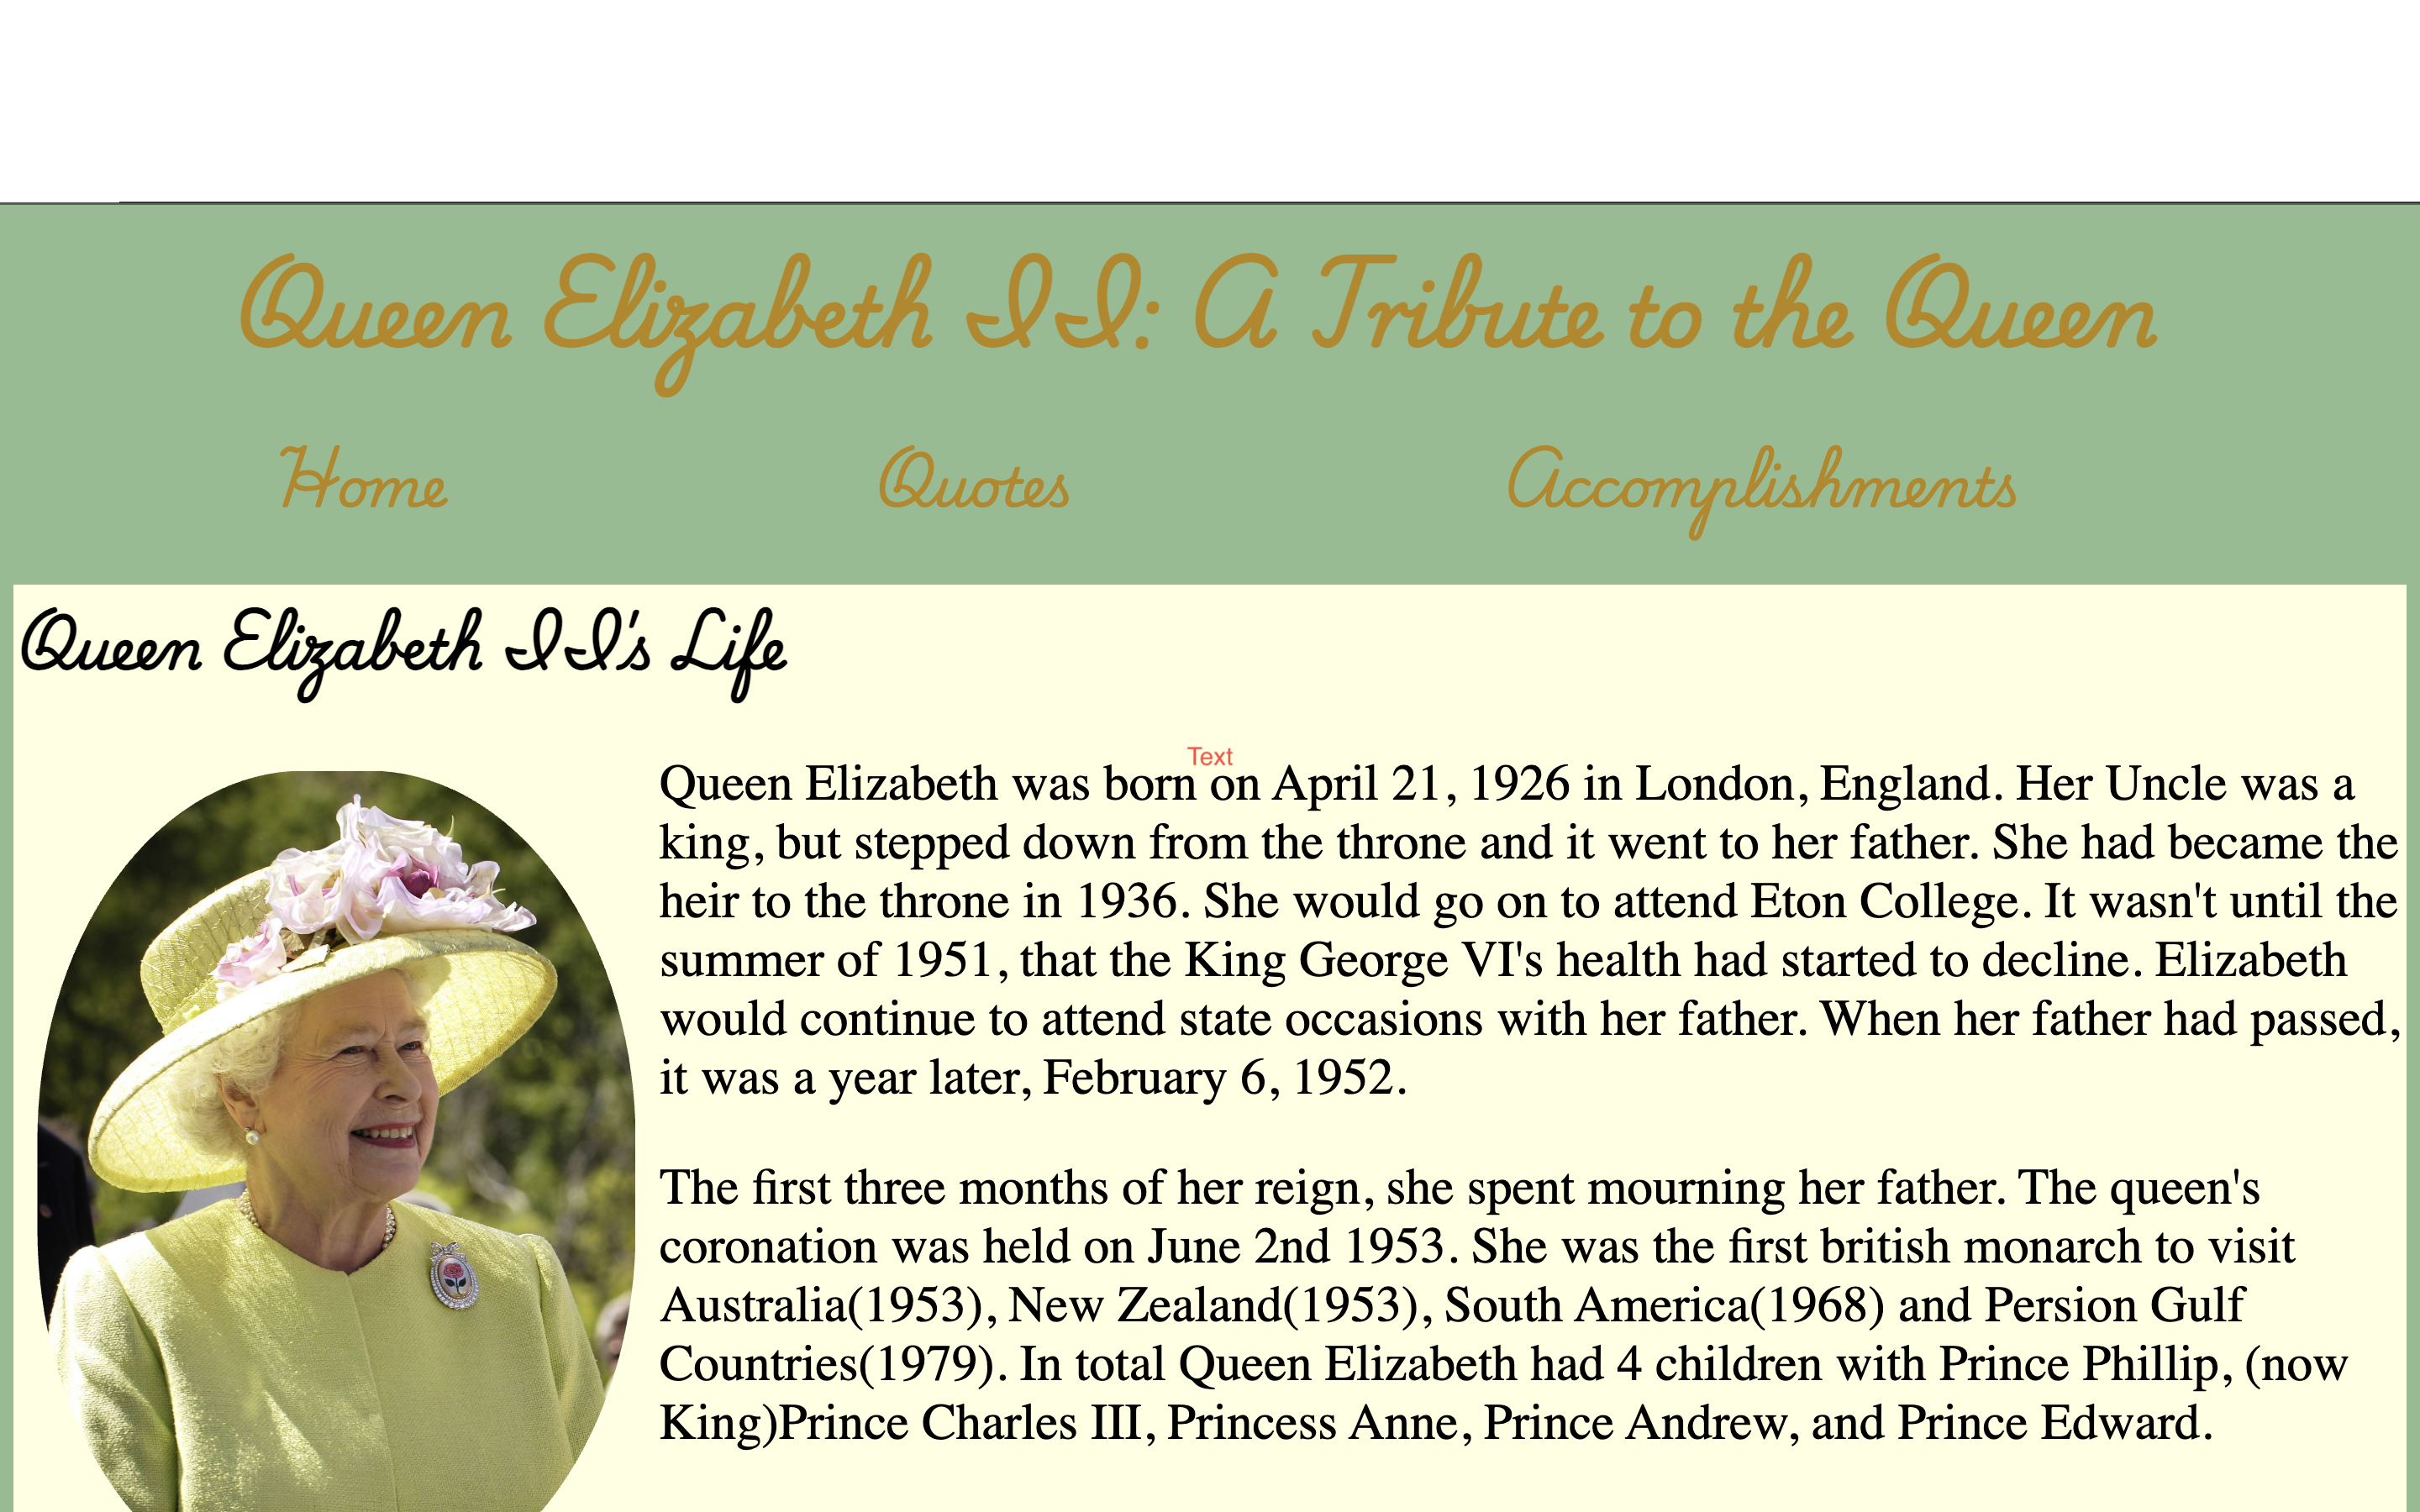 Queen Elizabeth II: A Tribute to the Queen
Home Quotes Accomplishments
Queen Elizabeth II's Life
Text
Queen Elizabeth was born on April 21, 1926 in London, England. Her Uncle was a
king, but stepped down from the throne and it went to her father. She had became the
heir to the throne in 1936. She would go on to attend Eton College. It wasn't until the
summer of 1951, that the King George VI's health had started to decline. Elizabeth
would continue to attend state occasions with her father. When her father had passed,
it was a year later, February 6, 1952.
The first three months of her reign, she spent mourning her father. The queen's
coronation was held on June 2nd 1953. She was the first british monarch to visit
Australia(1953), New Zealand(1953), South America(1968) and Persion Gulf
Countries(1979). In total Queen Elizabeth had 4 children with Prince Phillip, (now
King)Prince Charles III, Princess Anne, Prince Andrew, and Prince Edward.